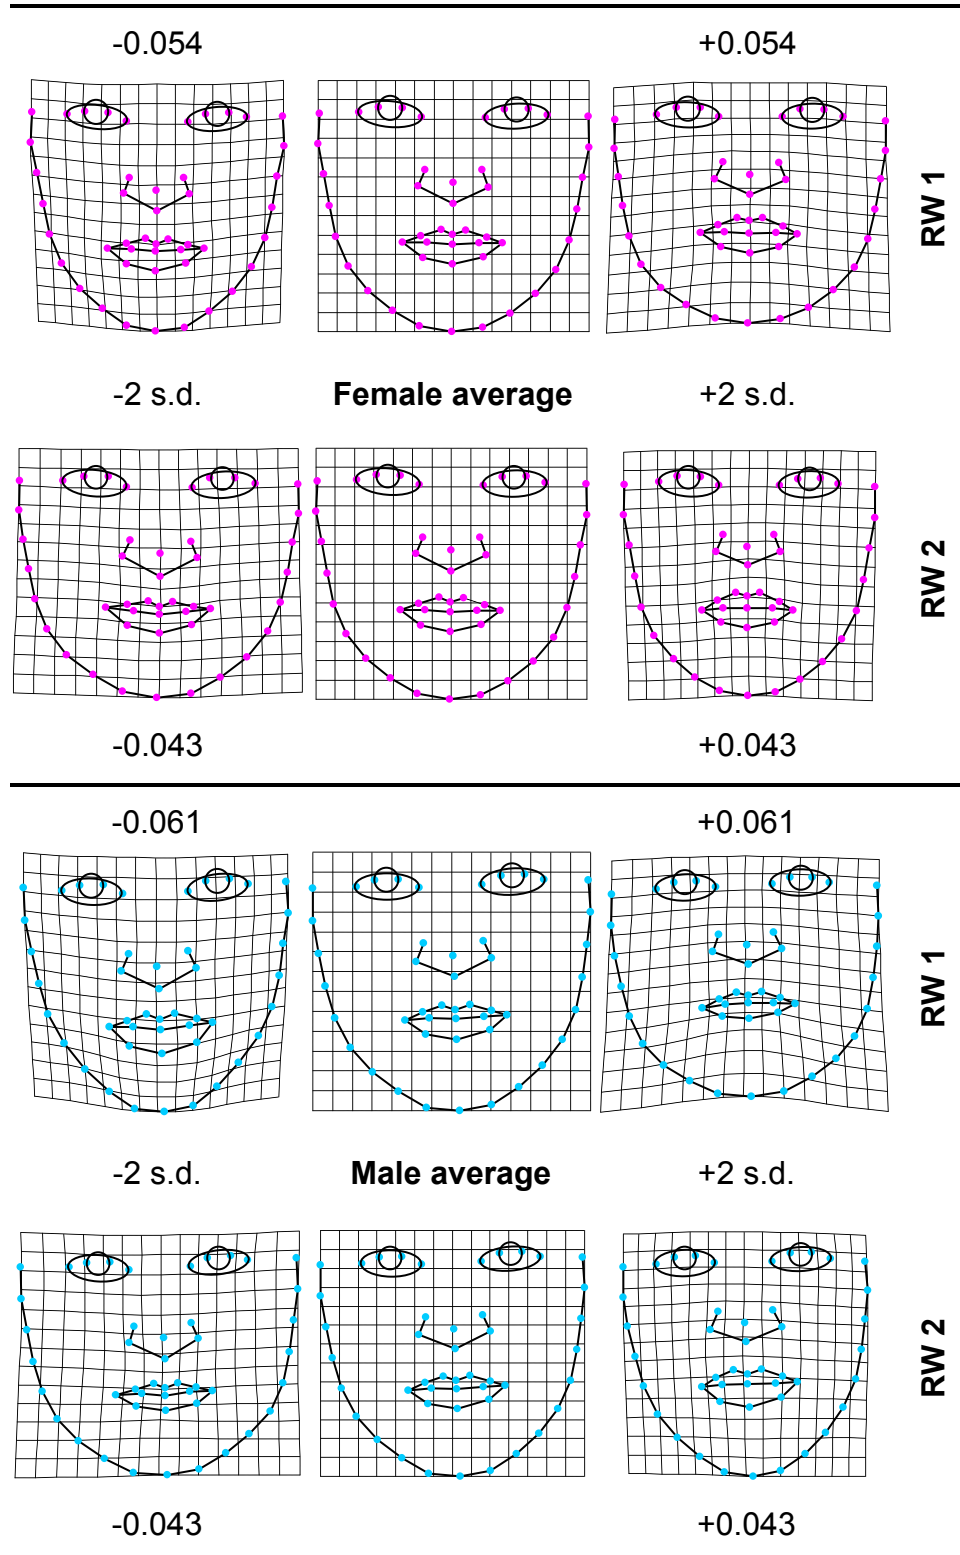 -0.054 +0.054
RW 1
-2 s.d. Female average +2 s.d.
RW 2
-0.043 +0.043
-0.061 +0.061
RW 1
-2 s.d. Male average +2 s.d.
RW 2
-0.043 +0.043